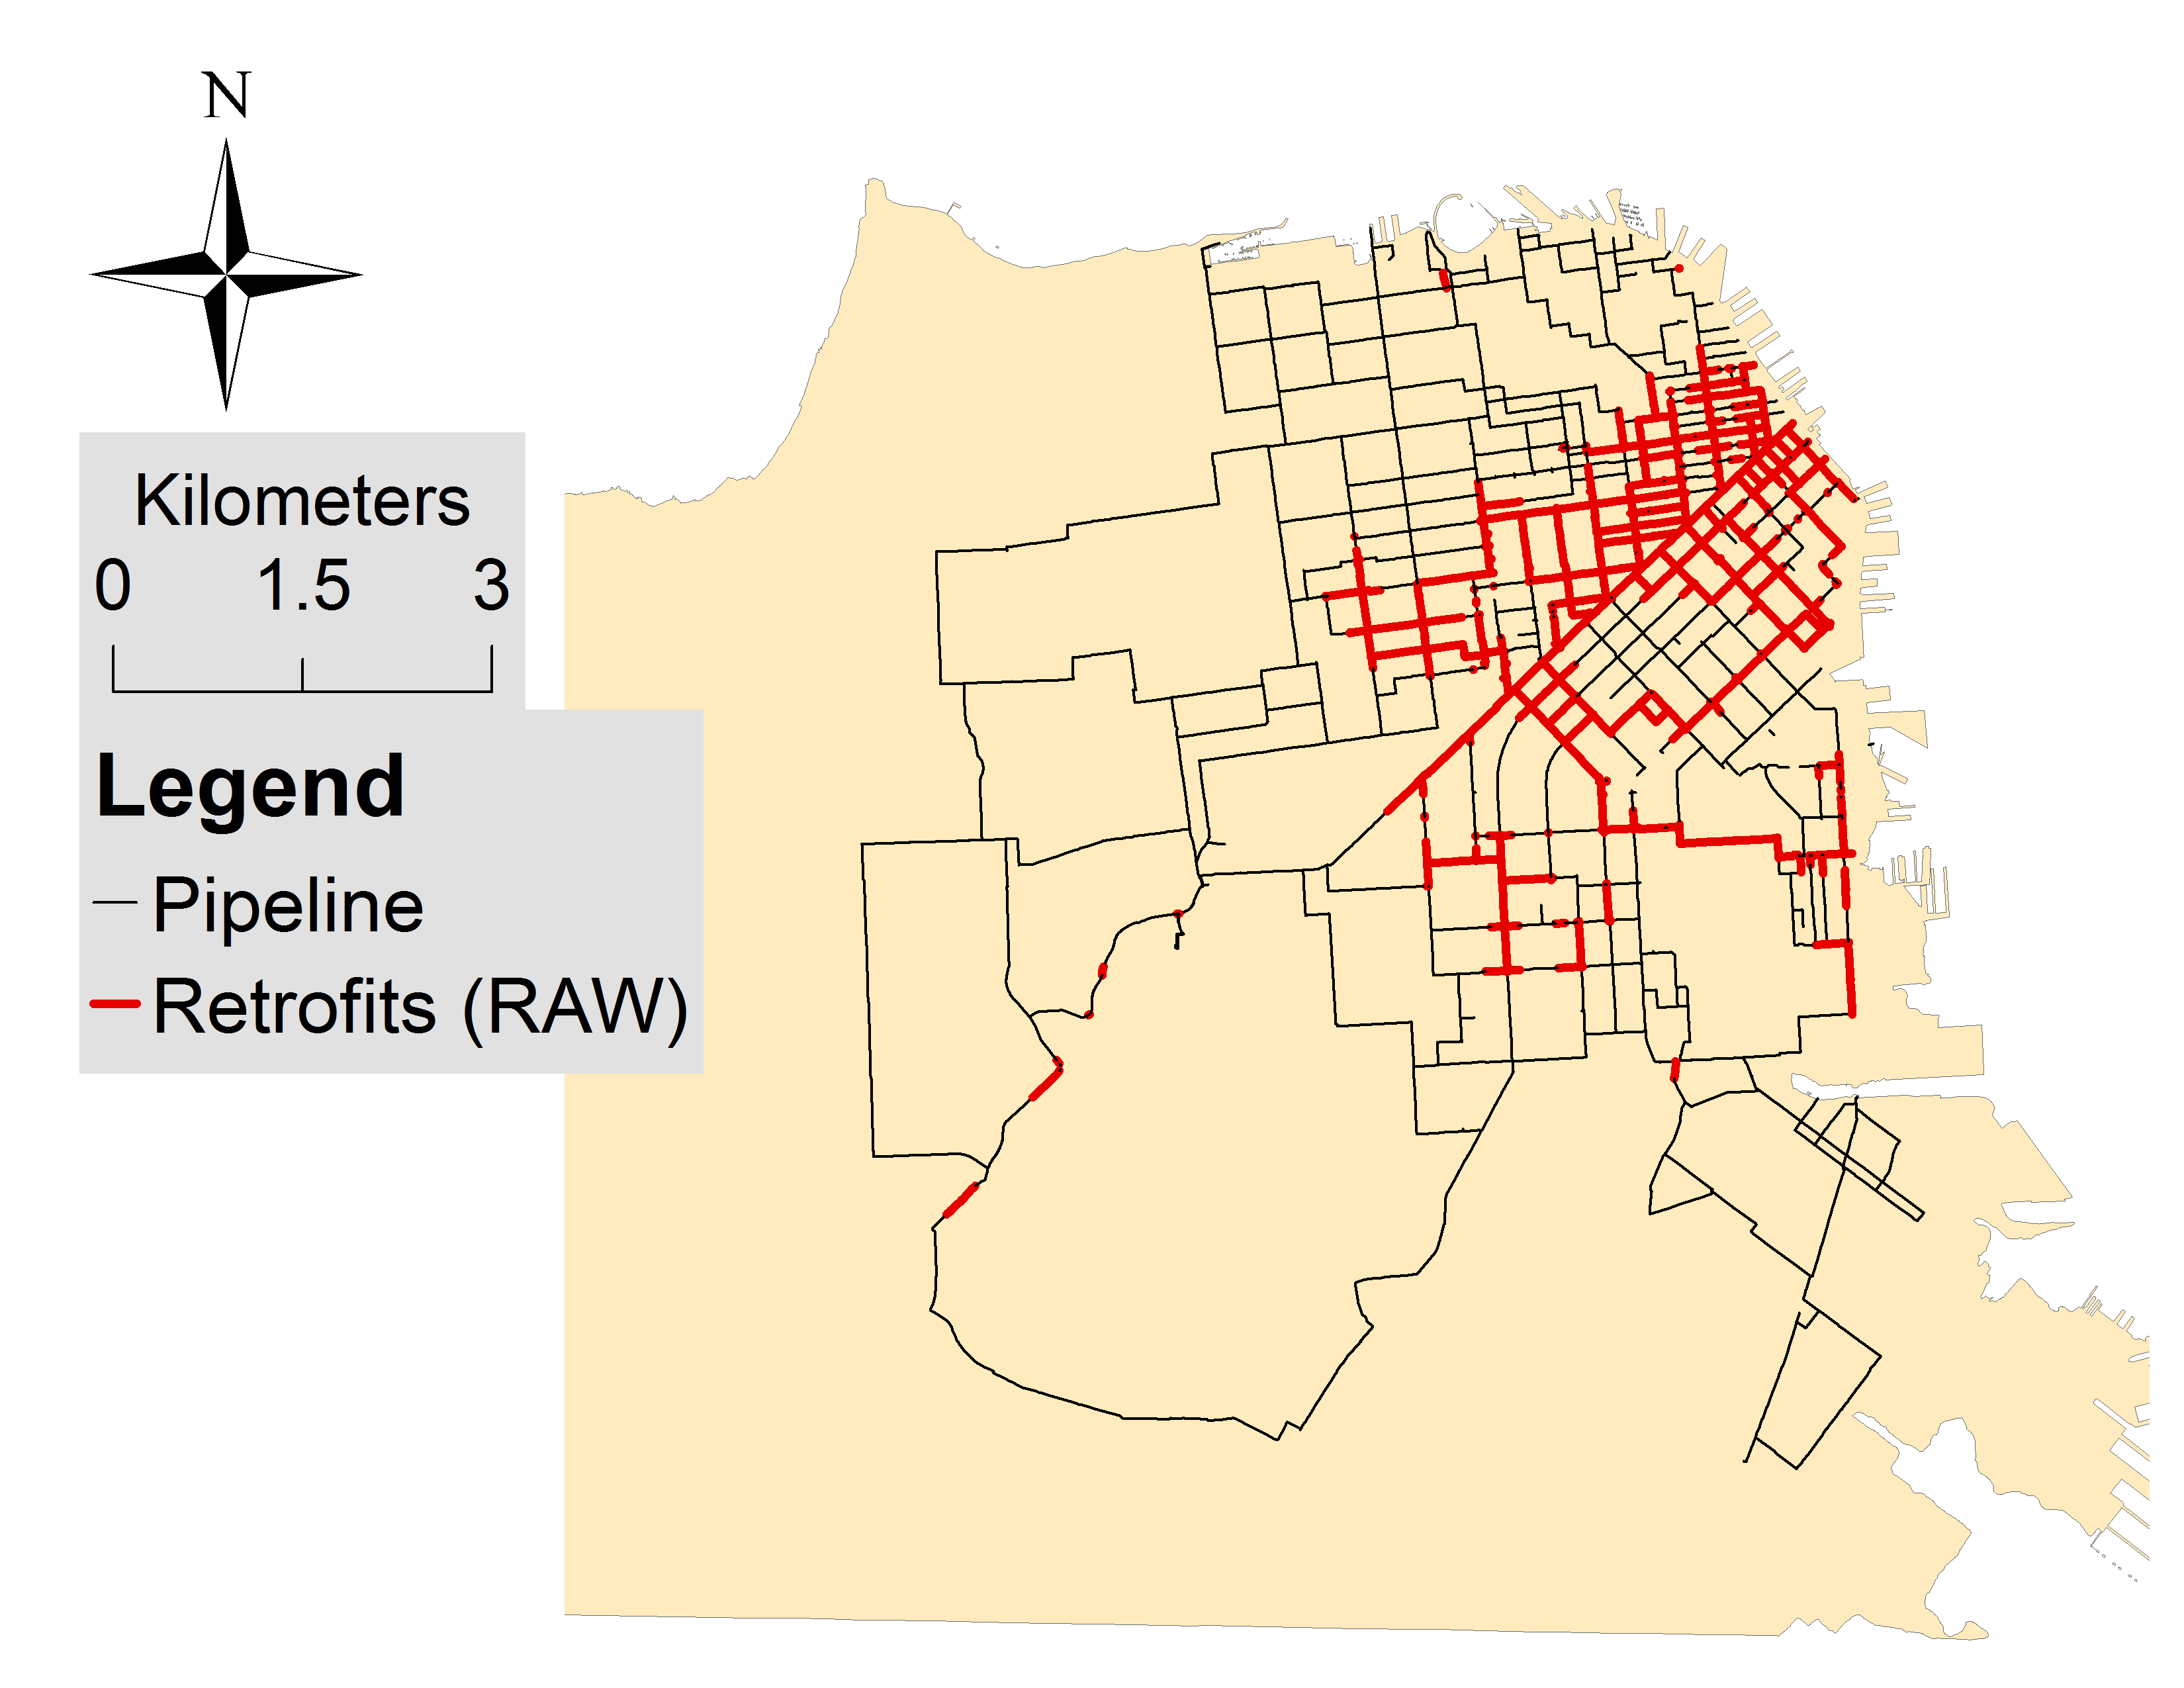 N
Kilometers
0 1.5 3
Legend
Pipeline
Retrofits (RAW)